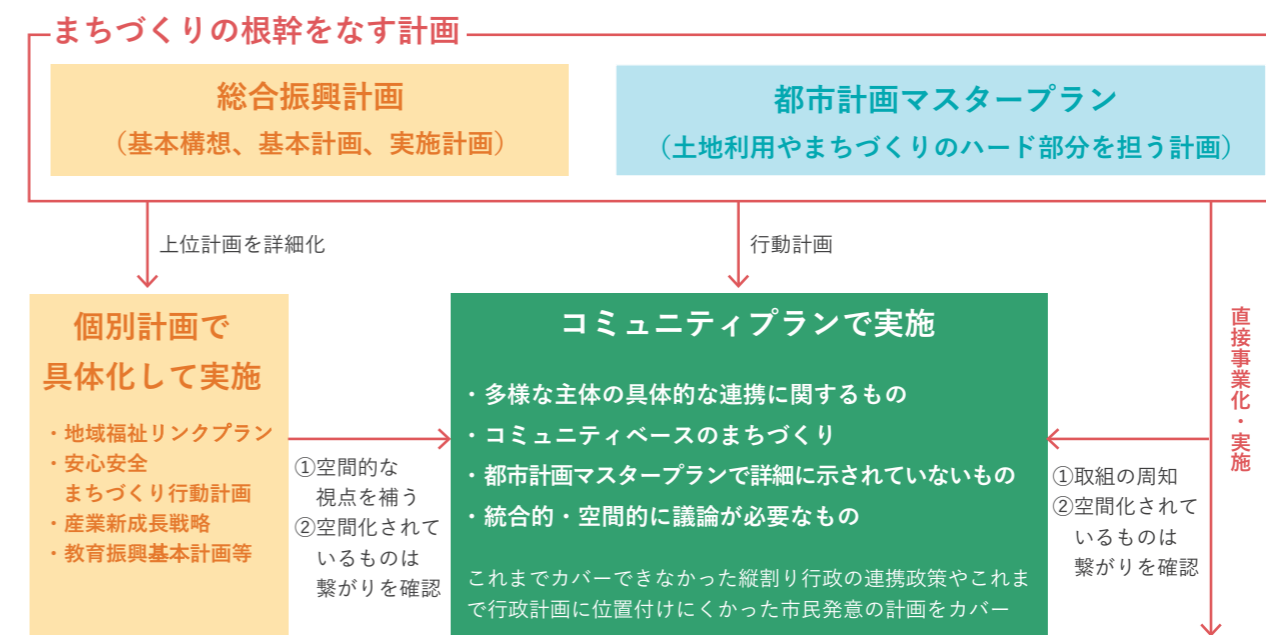 まちづくりの根幹をなす計画
総合振興計画
（基本構想、基本計画、実施計画）
都市計画マスタープラン
（土地利用やまちづくりのハード部分を担う計画）
上位計画を詳細化
行動計画
個別計画で
具体化して実施
・地域福祉リンクプラン
・安心安全
まちづくり行動計画
・産業新成長戦略
・教育振興基本計画等
①空間的な
視点を補う
②空間化されて
いるものは
繋がりを確認
コミュニティプランで実施
・多様な主体の具体的な連携に関するもの
・コミュニティベースのまちづくり
・都市計画マスタープランで詳細に示されていないもの
・統合的・空間的に議論が必要なもの
これまでカバーできなかった縦割り行政の連携政策やこれま
で行政計画に位置付けにくかった市民発意の計画をカバー
①取組の周知
②空間化されて
いるものは
繋がりを確認
直接事業化・実施